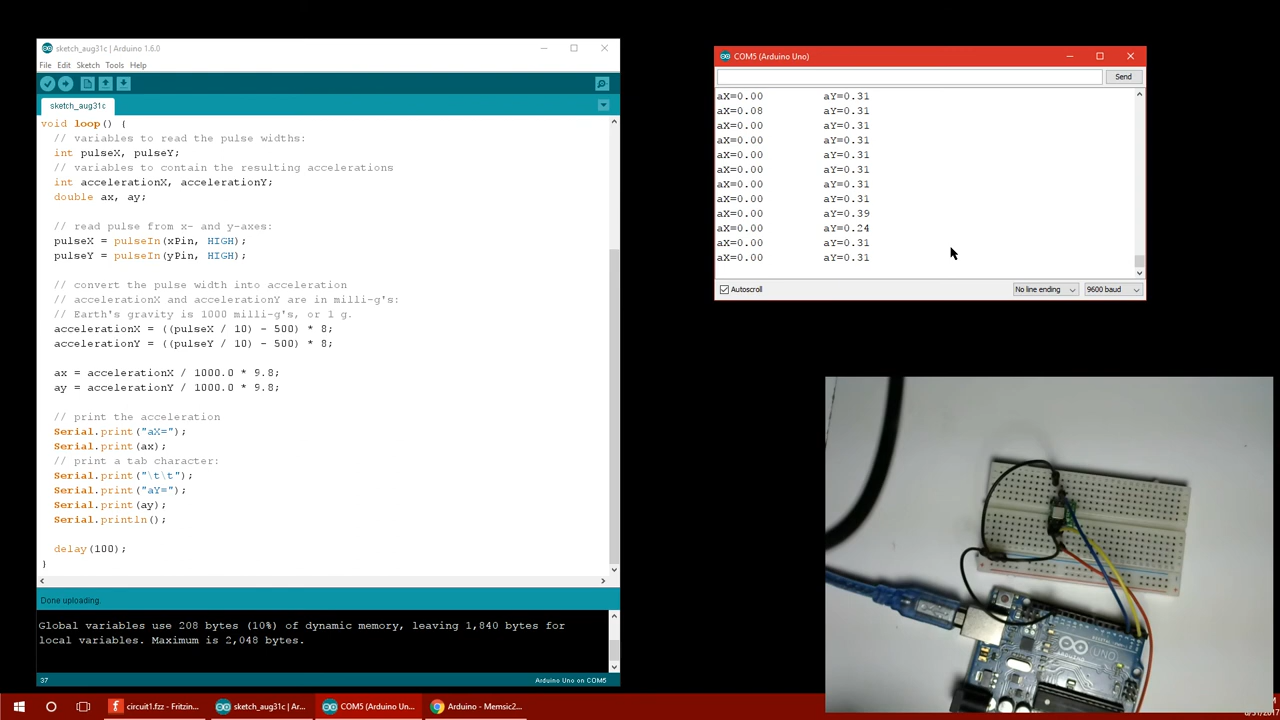 sketch_aug31c | Arduino 1.6.0
File Edit Sketch Tools Help
sketch_aug31c
void loop() {
// variables to read the pulse widths:
int pulseX, pulseY;
// variables to contain the resulting accelerations
int accelerationX, accelerationY;
double ax, ay;
// read pulse from x- and y-axes:
pulseX = pulseIn(xPin, HIGH);
pulseY = pulseIn(yPin, HIGH);
// convert the pulse width into acceleration
// accelerationX and accelerationY are in milli-g's:
// Earth's gravity is 1000 milli-g's, or 1 g.
accelerationX = ((pulseX / 10) - 500) * 8;
accelerationY = ((pulseY / 10) - 500) * 8;
ax = accelerationX / 1000.0 * 9.8;
ay = accelerationY / 1000.0 * 9.8;
// print the acceleration
Serial.print("aX=");
Serial.print(ax);
// print a tab character:
Serial.print("\t\t");
Serial.print("aY=");
Serial.print(ay);
Serial.println();
delay(100);
}
Done uploading.
Global variables use 208 bytes (10%) of dynamic memory, leaving 1,840 bytes for
local variables. Maximum is 2,048 bytes.
37 Arduino Uno on COM5
COM5 (Arduino Uno)
Send
aX=0.00 aY=0.31
aX=0.08 aY=0.31
aX=0.00 aY=0.31
aX=0.00 aY=0.31
aX=0.00 aY=0.31
aX=0.00 aY=0.31
aX=0.00 aY=0.31
aX=0.00 aY=0.31
aX=0.00 aY=0.39
aX=0.00 aY=0.24
aX=0.00 aY=0.31
aX=0.00 aY=0.31
Autoscroll No line ending 9600 baud
UNO
circuit1.fzz - Fritzin... sketch_aug31c | Ar... COM5 (Arduino Un... Arduino - Memsic2...